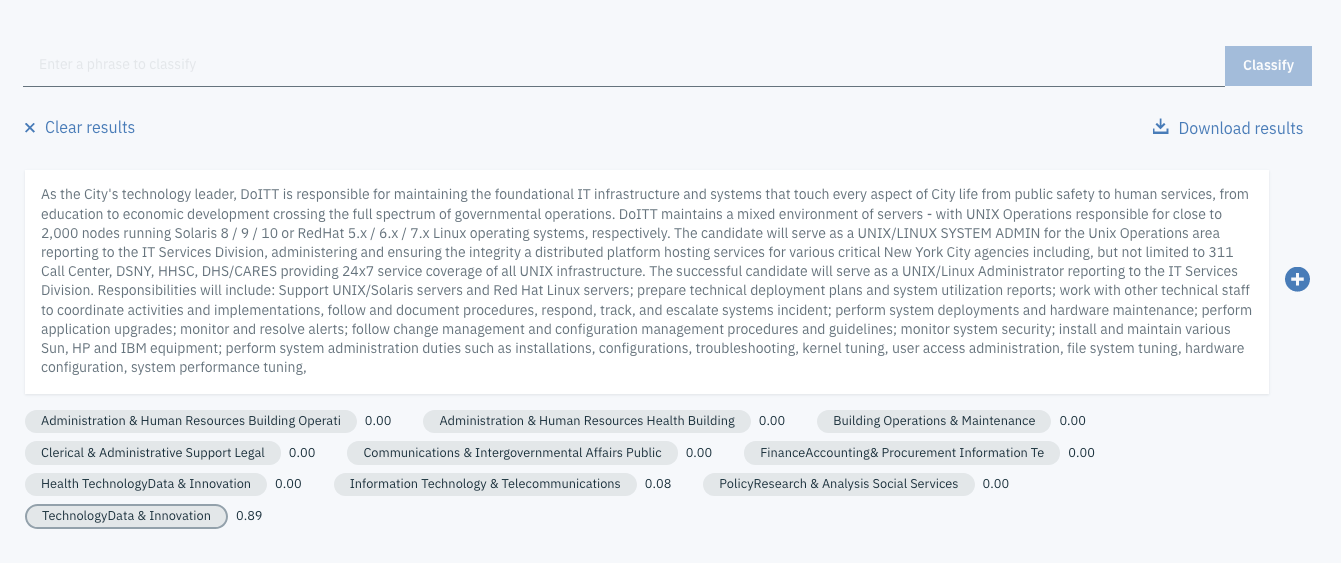 Enter a phrase to classify
Classify
Clear results
Download results
As the City's technology leader, DoITT is responsible for maintaining the foundational IT infrastructure and systems that touch every aspect of City life from public safety to human services, from
education to economic development crossing the full spectrum of governmental operations. DoITT maintains a mixed environment of servers - with UNIX Operations responsible for close to
2,000 nodes running Solaris 8 / 9 / 10 or RedHat 5.x / 6.x / 7.x Linux operating systems, respectively. The candidate will serve as a UNIX/LINUX SYSTEM ADMIN for the Unix Operations area
reporting to the IT Services Division, administering and ensuring the integrity a distributed platform hosting services for various critical New York City agencies including, but not limited to 311
Call Center, DSNY, HHSC, DHS/CARES providing 24x7 service coverage of all UNIX infrastructure. The successful candidate will serve as a UNIX/Linux Administrator reporting to the IT Services
Division. Responsibilities will include: Support UNIX/Solaris servers and Red Hat Linux servers; prepare technical deployment plans and system utilization reports; work with other technical staff
to coordinate activities and implementations, follow and document procedures, respond, track, and escalate systems incident; perform system deployments and hardware maintenance; perform
application upgrades; monitor and resolve alerts; follow change management and configuration management procedures and guidelines; monitor system security; install and maintain various
Sun, HP and IBM equipment; perform system administration duties such as installations, configurations, troubleshooting, kernel tuning, user access administration, file system tuning, hardware
configuration, system performance tuning,
Administration & Human Resources Building Operati 0.00 Administration & Human Resources Health Building 0.00 Building Operations & Maintenance 0.00
Clerical & Administrative Support Legal 0.00 Communications & Intergovernmental Affairs Public 0.00 FinanceAccounting& Procurement Information Te 0.00
Health TechnologyData & Innovation 0.00 Information Technology & Telecommunications 0.08 PolicyResearch & Analysis Social Services 0.00
TechnologyData & Innovation 0.89